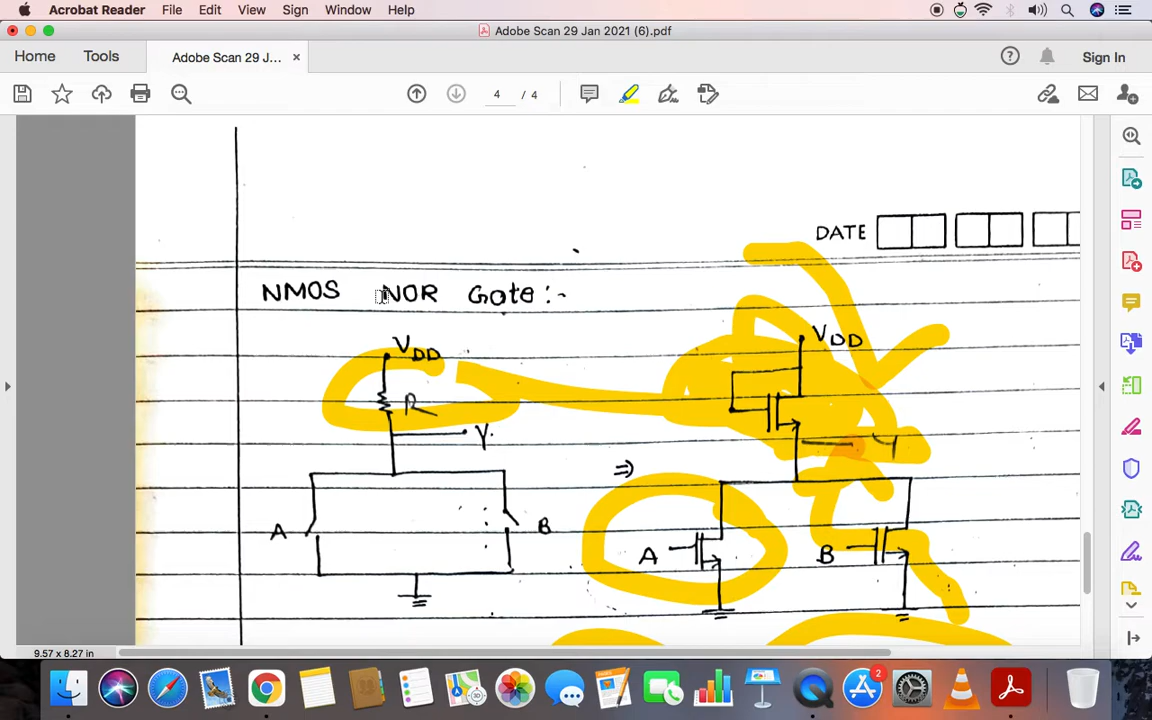 Acrobat Reader File Edit View Sign Window Help
Adobe Scan 29 Jan 2021 (6).pdf
Home Tools Adobe Scan 29 J... × Sign In
4 / 4
DATE
NMOS NOR Gate :-
VDD VDD
R
Y Y
⇒
A B A B
9.57 x 8.27 in
2